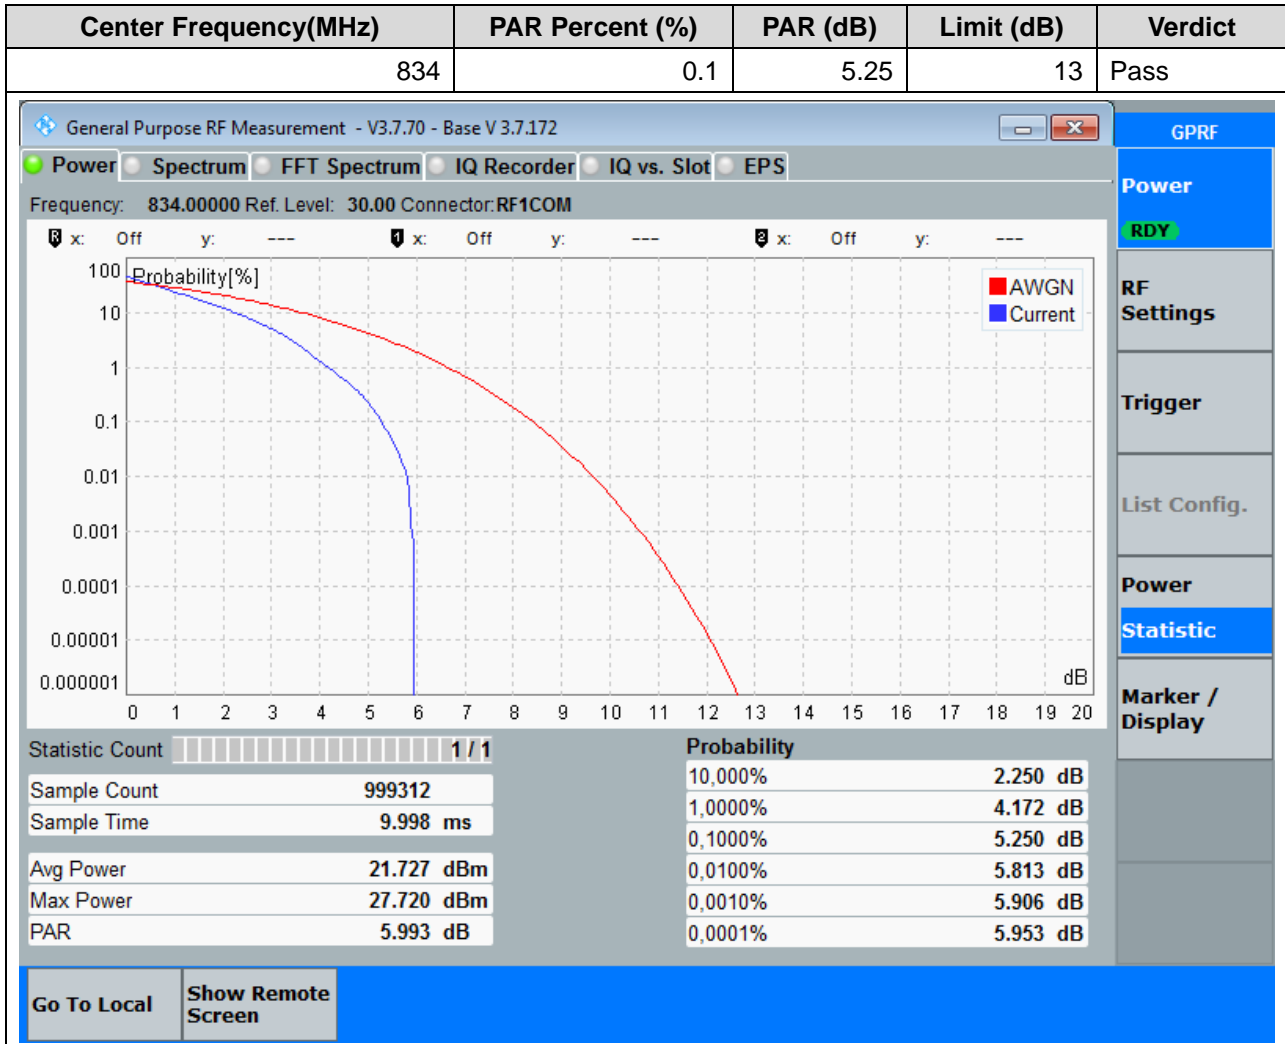 Center Frequency(MHz) PAR Percent (%) PAR (dB) Limit (dB) Verdict
834 0.1 5.25 13 Pass
General Purpose RF Measurement - V3.7.70 - Base V 3.7.172
GPRF
Power Spectrum FFT Spectrum IQ Recorder IQ vs. Slot EPS
Power
RDY
Frequency: 834.00000 Ref. Level: 30.00 Connector:RF1COM
R x: Off y: --- 1 x: Off y: --- 2 x: Off y: ---
Probability[%]
100
10
1
0.1
0.01
0.001
0.0001
0.00001
0.000001
AWGN
Current
dB
0 1 2 3 4 5 6 7 8 9 10 11 12 13 14 15 16 17 18 19 20
RF
Settings
Trigger
List Config.
Power
Statistic
Marker /
Display
Statistic Count 1 / 1
Sample Count 999312
Sample Time 9.998 ms
Avg Power 21.727 dBm
Max Power 27.720 dBm
PAR 5.993 dB
Probability
10,000% 2.250 dB
1,0000% 4.172 dB
0,1000% 5.250 dB
0,0100% 5.813 dB
0,0010% 5.906 dB
0,0001% 5.953 dB
Go To Local
Show Remote
Screen